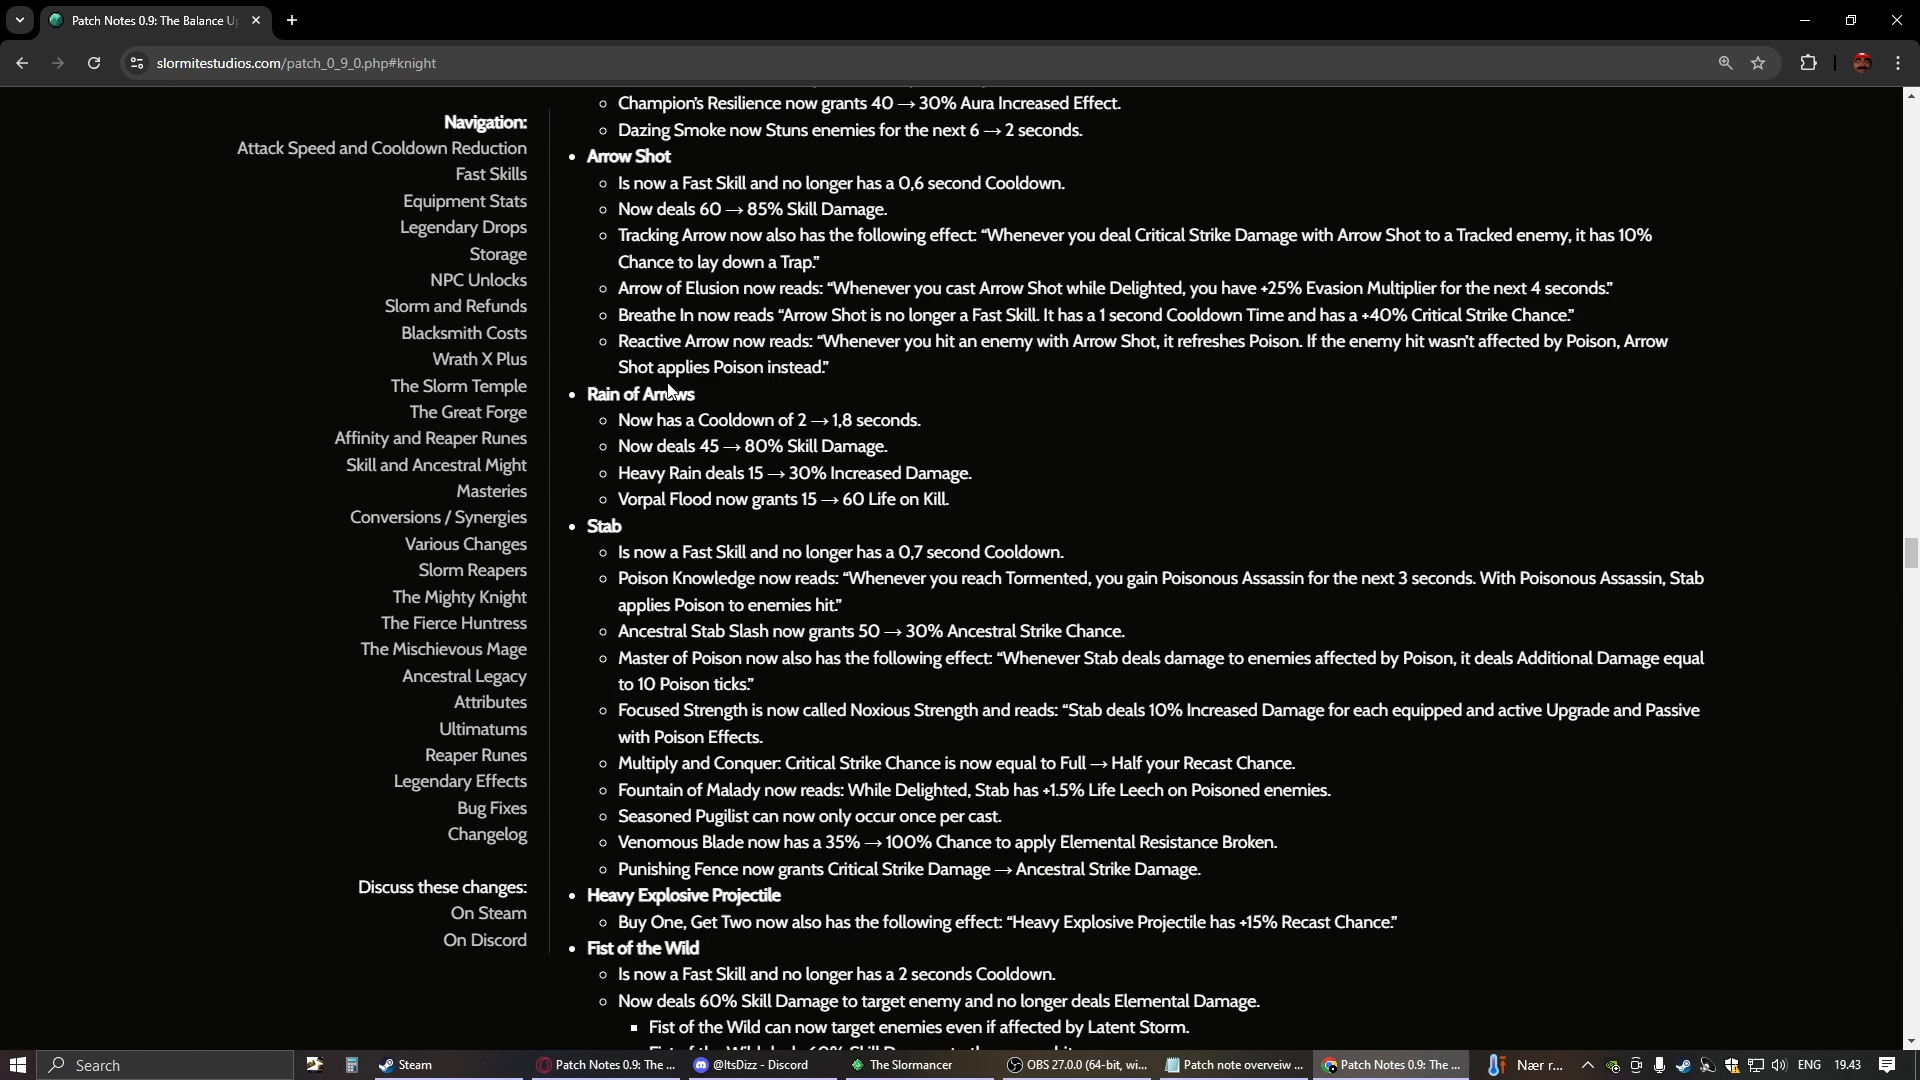 Patch Notes 0.9: The Balance U
slormitestudios.com/patch_0_9_0.php#knight
Navigation:
Attack Speed and Cooldown Reduction
Fast Skills
Equipment Stats
Legendary Drops
Storage
NPC Unlocks
Slorm and Refunds
Blacksmith Costs
Wrath X Plus
The Slorm Temple
The Great Forge
Affinity and Reaper Runes
Skill and Ancestral Might
Masteries
Conversions / Synergies
Various Changes
Slorm Reapers
The Mighty Knight
The Fierce Huntress
The Mischievous Mage
Ancestral Legacy
Attributes
Ultimatums
Reaper Runes
Legendary Effects
Bug Fixes
Changelog
Discuss these changes:
On Steam
On Discord
Champion's Resilience now grants 40 → 30% Aura Increased Effect.
Dazing Smoke now Stuns enemies for the next 6 → 2 seconds.
Arrow Shot
Is now a Fast Skill and no longer has a 0,6 second Cooldown.
Now deals 60 → 85% Skill Damage.
Tracking Arrow now also has the following effect: “Whenever you deal Critical Strike Damage with Arrow Shot to a Tracked enemy, it has 10%
Chance to lay down a Trap.”
Arrow of Elusion now reads: “Whenever you cast Arrow Shot while Delighted, you have +25% Evasion Multiplier for the next 4 seconds.”
Breathe In now reads “Arrow Shot is no longer a Fast Skill. It has a 1 second Cooldown Time and has a +40% Critical Strike Chance.”
Reactive Arrow now reads: “Whenever you hit an enemy with Arrow Shot, it refreshes Poison. If the enemy hit wasn't affected by Poison, Arrow
Shot applies Poison instead.”
Rain of Arrows
Now has a Cooldown of 2 → 1,8 seconds.
Now deals 45 → 80% Skill Damage.
Heavy Rain deals 15 → 30% Increased Damage.
Vorpal Flood now grants 15 → 60 Life on Kill.
Stab
Is now a Fast Skill and no longer has a 0,7 second Cooldown.
Poison Knowledge now reads: “Whenever you reach Tormented, you gain Poisonous Assassin for the next 3 seconds. With Poisonous Assassin, Stab
applies Poison to enemies hit.”
Ancestral Stab Slash now grants 50 → 30% Ancestral Strike Chance.
Master of Poison now also has the following effect: “Whenever Stab deals damage to enemies affected by Poison, it deals Additional Damage equal
to 10 Poison ticks.”
Focused Strength is now called Noxious Strength and reads: “Stab deals 10% Increased Damage for each equipped and active Upgrade and Passive
with Poison Effects.
Multiply and Conquer: Critical Strike Chance is now equal to Full → Half your Recast Chance.
Fountain of Malady now reads: While Delighted, Stab has +1.5% Life Leech on Poisoned enemies.
Seasoned Pugilist can now only occur once per cast.
Venomous Blade now has a 35% → 100% Chance to apply Elemental Resistance Broken.
Punishing Fence now grants Critical Strike Damage → Ancestral Strike Damage.
Heavy Explosive Projectile
Buy One, Get Two now also has the following effect: “Heavy Explosive Projectile has +15% Recast Chance.”
Fist of the Wild
Is now a Fast Skill and no longer has a 2 seconds Cooldown.
Now deals 60% Skill Damage to target enemy and no longer deals Elemental Damage.
Fist of the Wild can now target enemies even if affected by Latent Storm.
Search
Steam
Patch Notes 0.9: The ...
@ItsDizz - Discord
The Slormancer
OBS 27.0.0 (64-bit, wi...
Patch note overveiw ...
Patch Notes 0.9: The ...
Nær r...
ENG
19.43